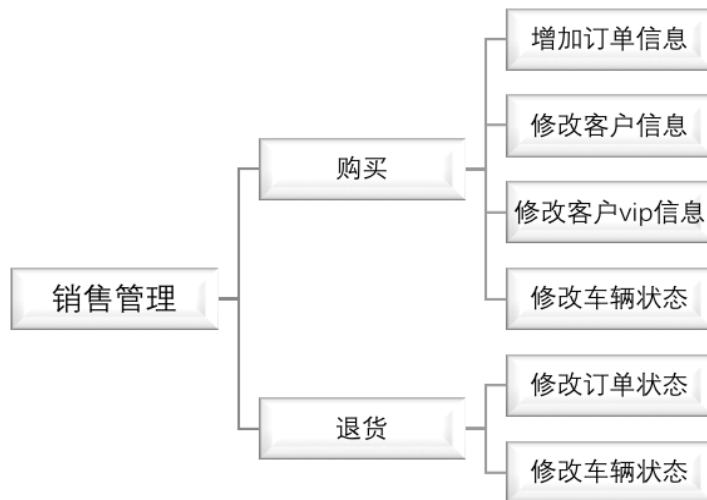 增加订单信息
修改客户信息
购买
修改客户vip信息
销售管理
修改车辆状态
修改订单状态
退货
修改车辆状态